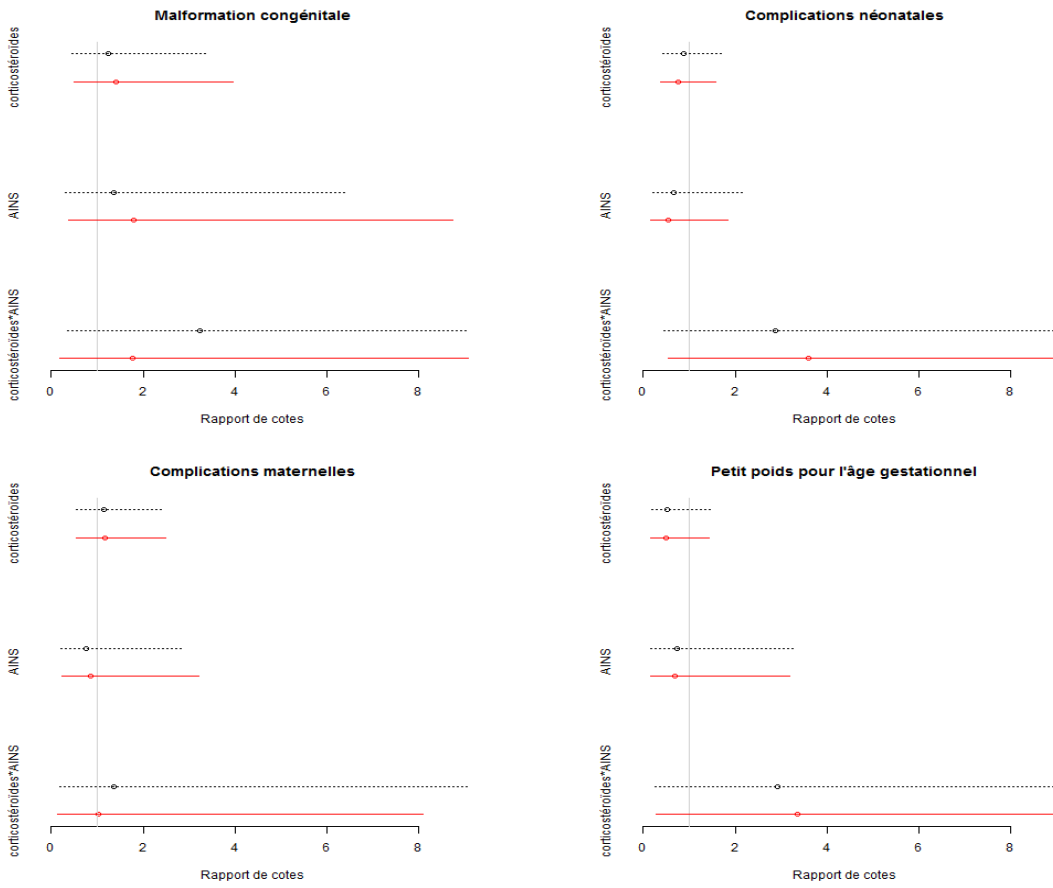 Malformation congénitale
corticostéroïdes
AINS
corticostéroïdes*AINS
0 2 4 6 8
Rapport de cotes
Complications néonatales
corticostéroïdes
AINS
corticostéroïdes*AINS
0 2 4 6 8
Rapport de cotes
Complications maternelles
corticostéroïdes
AINS
corticostéroïdes*AINS
0 2 4 6 8
Rapport de cotes
Petit poids pour l'âge gestationnel
corticostéroïdes
AINS
corticostéroïdes*AINS
0 2 4 6 8
Rapport de cotes